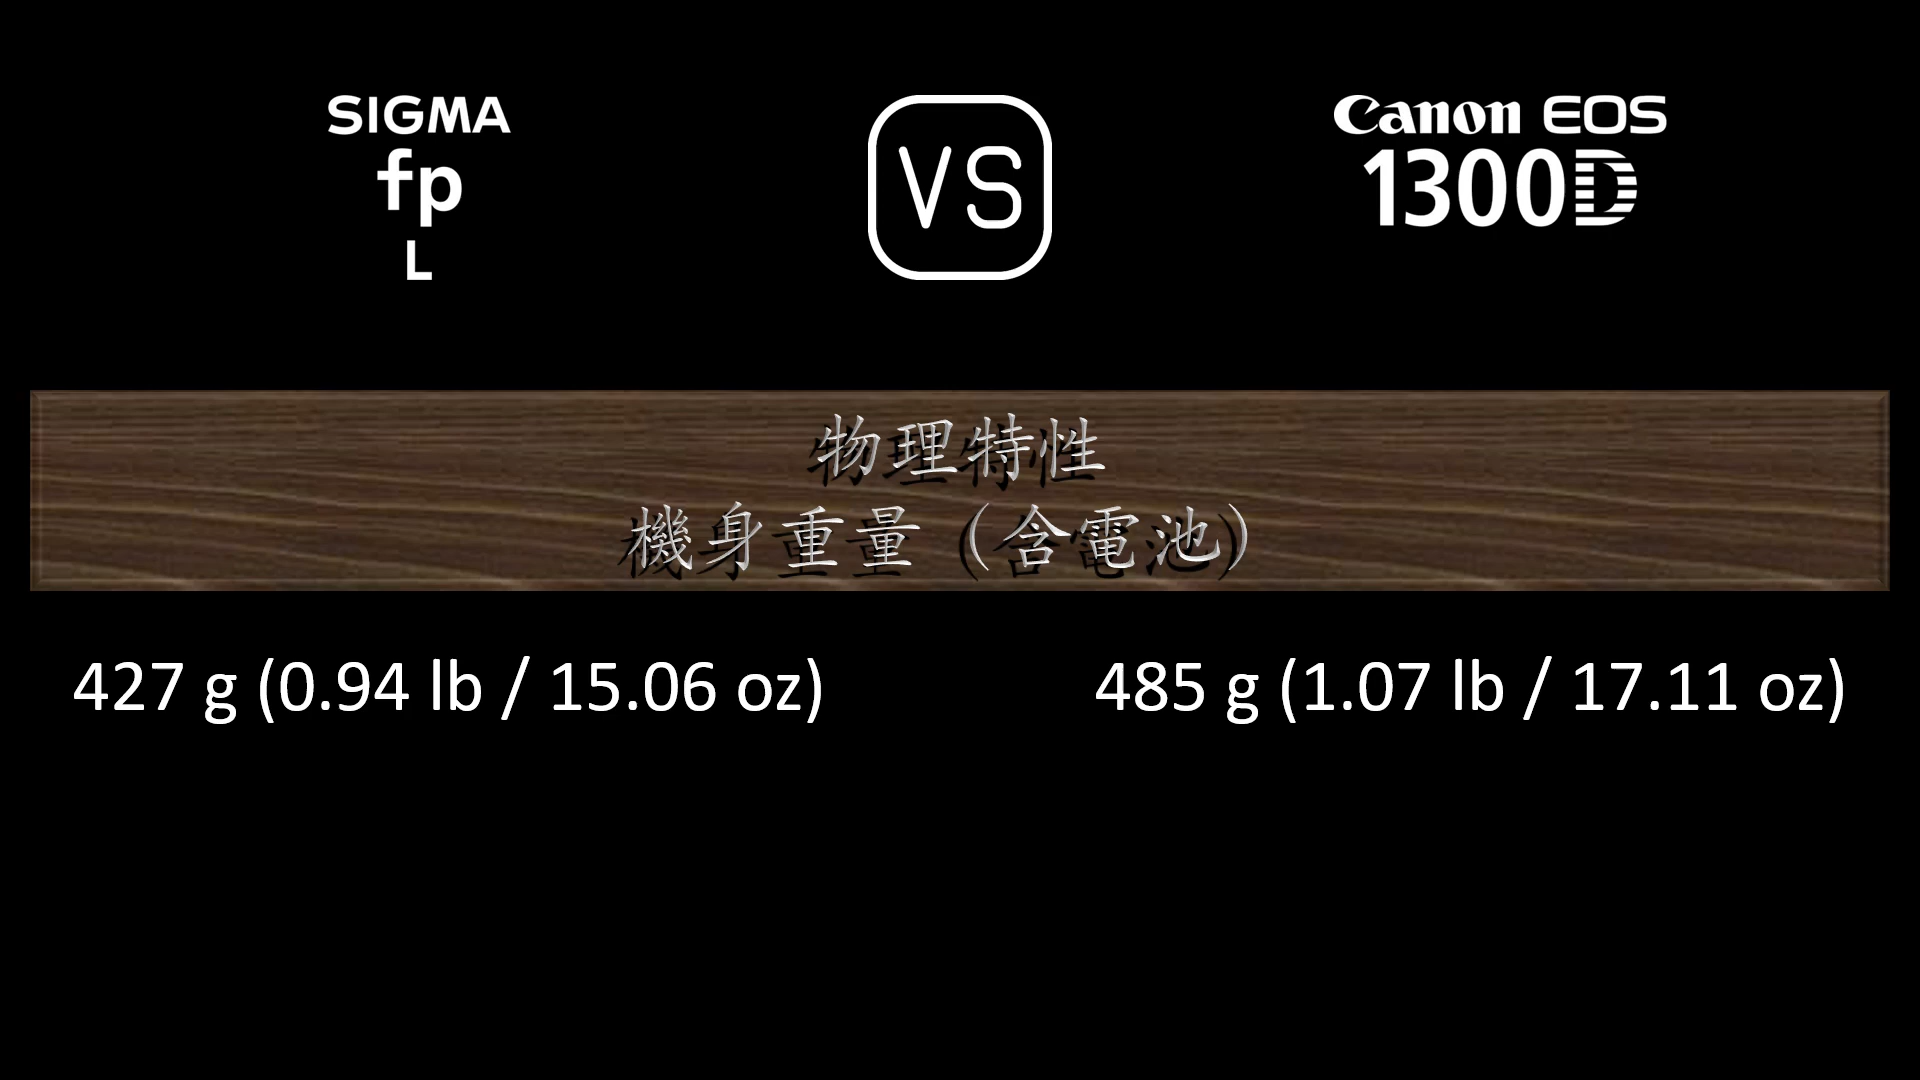 SIGMA
fp
L
VS
Canon EOS
1300D
物理特性
機身重量 (含電池)
427 g (0.94 lb / 15.06 oz)
485 g (1.07 lb / 17.11 oz)